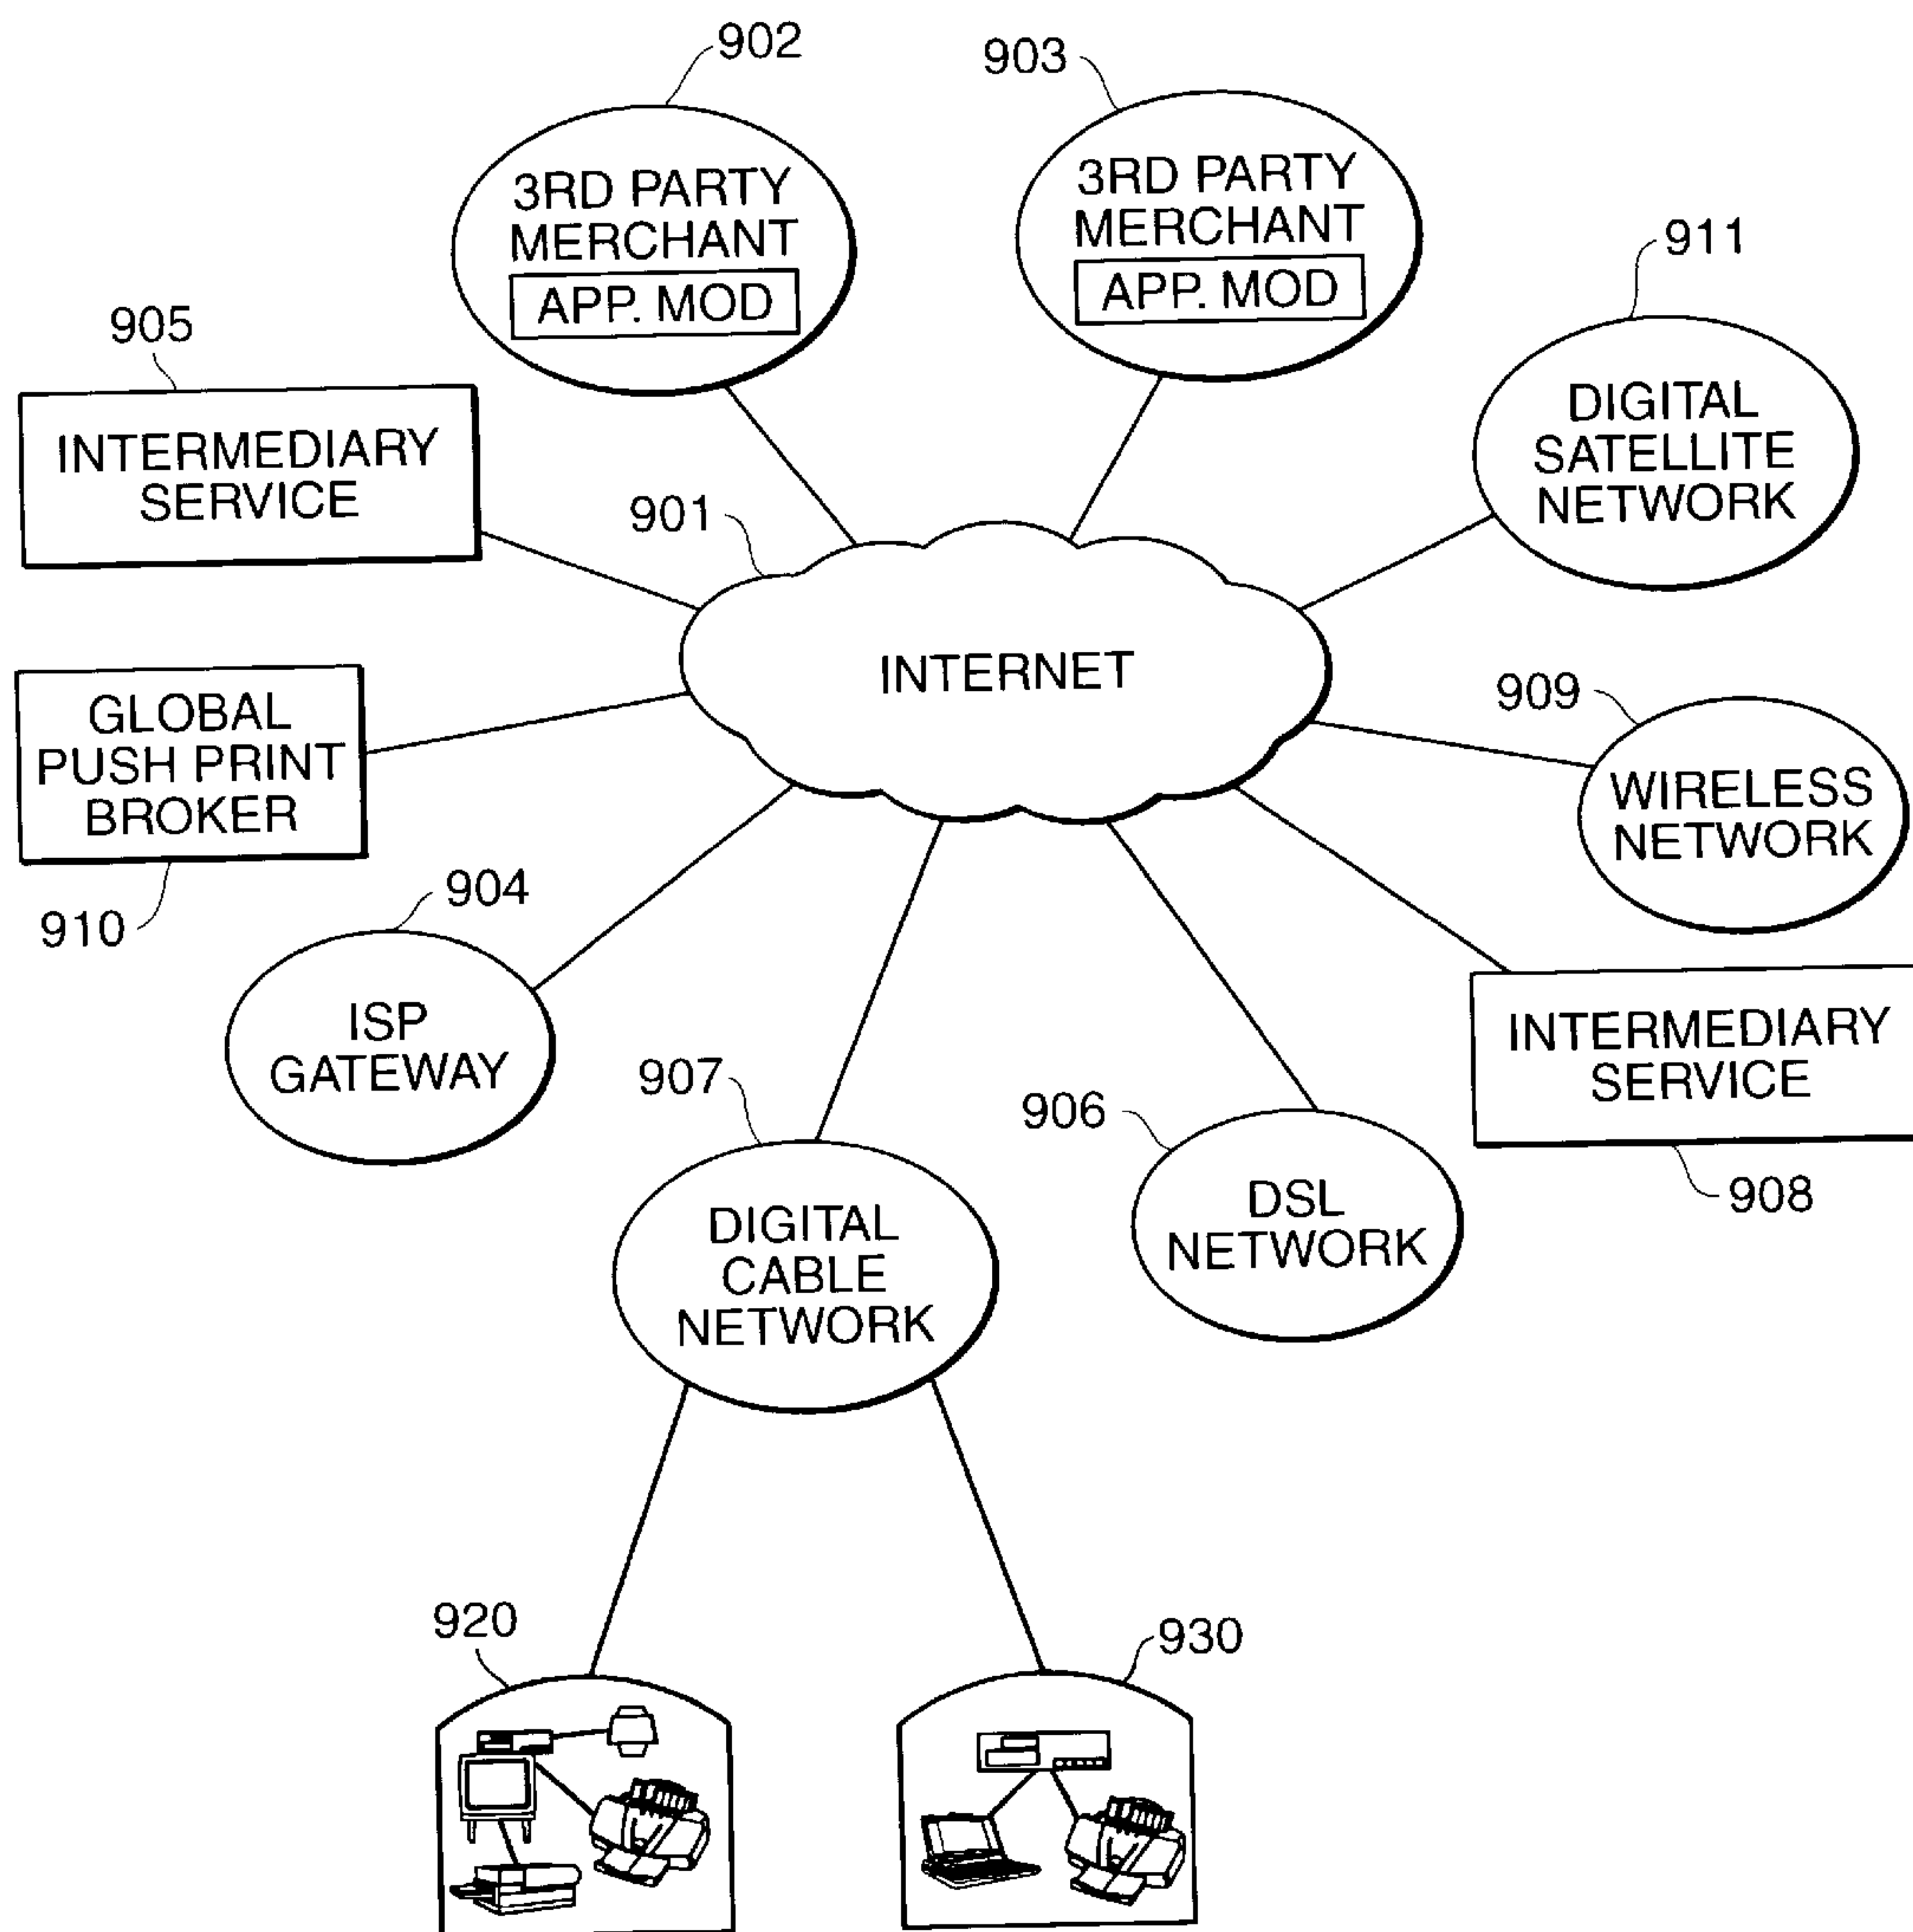 902
903
3RD PARTY
MERCHANT
APP. MOD
3RD PARTY
MERCHANT
APP. MOD
911
905
DIGITAL
SATELLITE
NETWORK
INTERMEDIARY
SERVICE
901
INTERNET
909
GLOBAL
PUSH PRINT
BROKER
WIRELESS
NETWORK
910
904
ISP
GATEWAY
INTERMEDIARY
SERVICE
907
906
908
DIGITAL
CABLE
NETWORK
DSL
NETWORK
920
930